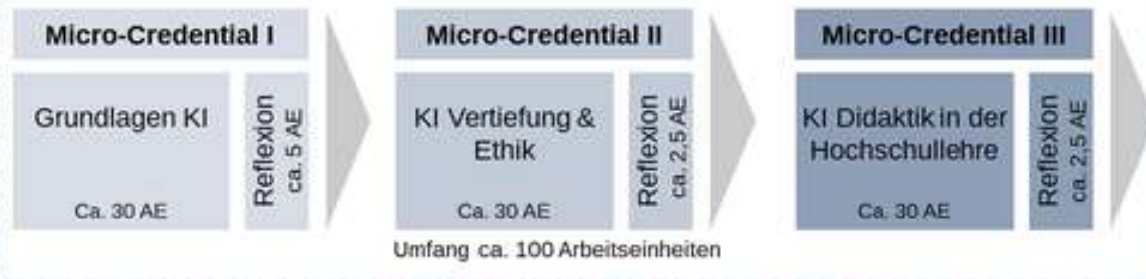 Micro-Credential I
Grundlagen KI
Ca. 30 AE
Reflexion
ca. 5 AE
Micro-Credential II
KI Vertiefung &
Ethik
Ca. 30 AE
Reflexion
ca. 2,5 AE
Micro-Credential III
KI Didaktik in der
Hochschullehre
Ca. 30 AE
Reflexion
ca. 2,5 AE
Umfang ca. 100 Arbeitseinheiten